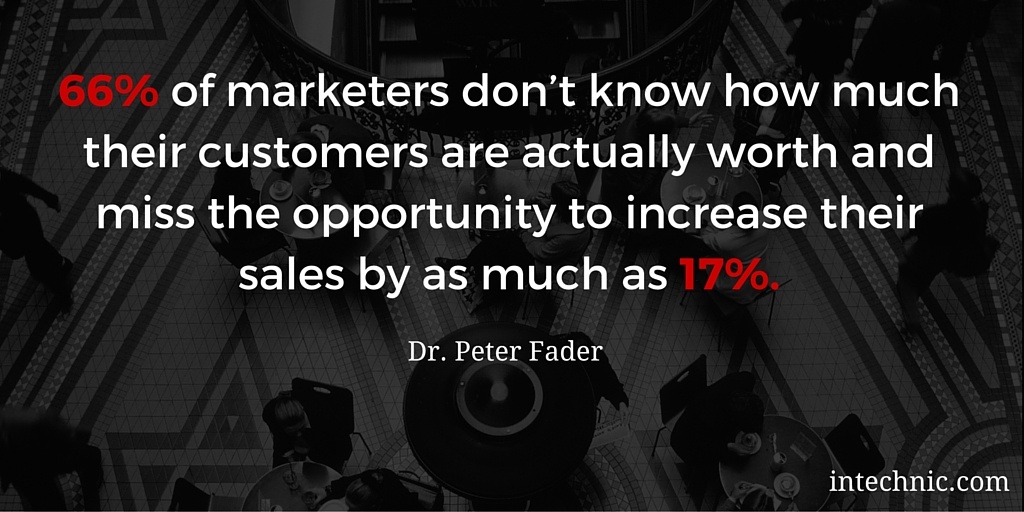 66% of marketers don’t know how much
their customers are actually worth and
miss the opportunity to increase their
sales by as much as 17%.
Dr. Peter Fader
intechnic.com